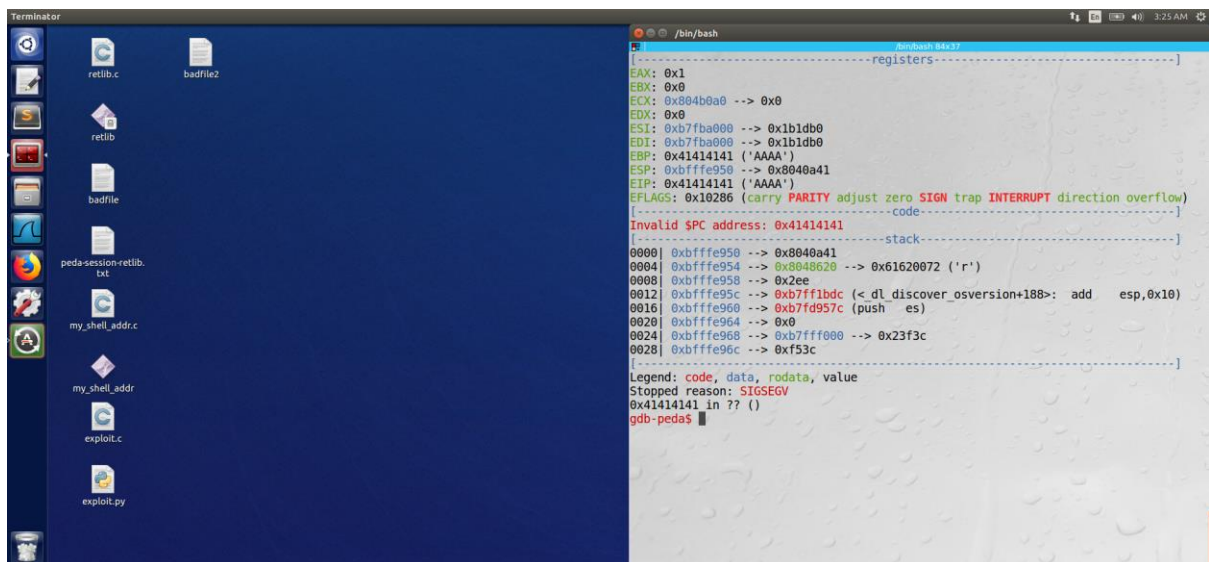 Terminator
En
3:25 AM
retlib.c
badfile2
retlib
badfile
peda-session-retlib.
txt
my_shell_addr.c
my_shell_addr
exploit.c
exploit.py
/bin/bash
/bin/bash 84x37
[----------------------------------registers-----------------------------------]
EAX: 0x1
EBX: 0x0
ECX: 0x804b0a0 --> 0x0
EDX: 0x0
ESI: 0xb7fba000 --> 0x1b1db0
EDI: 0xb7fba000 --> 0x1b1db0
EBP: 0x41414141 ('AAAA')
ESP: 0xbfffe950 --> 0x8040a41
EIP: 0x41414141 ('AAAA')
EFLAGS: 0x10286 (carry PARITY adjust zero SIGN trap INTERRUPT direction overflow)
[-------------------------------------code-------------------------------------]
Invalid $PC address: 0x41414141
[------------------------------------stack-------------------------------------]
0000| 0xbfffe950 --> 0x8040a41
0004| 0xbfffe954 --> 0x8048620 --> 0x61620072 ('r')
0008| 0xbfffe958 --> 0x2ee
0012| 0xbfffe95c --> 0xb7ff1bdc (<_dl_discover_osversion+188>: add esp,0x10)
0016| 0xbfffe960 --> 0xb7fd957c (push es)
0020| 0xbfffe964 --> 0x0
0024| 0xbfffe968 --> 0xb7fff000 --> 0x23f3c
0028| 0xbfffe96c --> 0xf53c
[------------------------------------------------------------------------------]
Legend: code, data, rodata, value
Stopped reason: SIGSEGV
0x41414141 in ?? ()
gdb-peda$